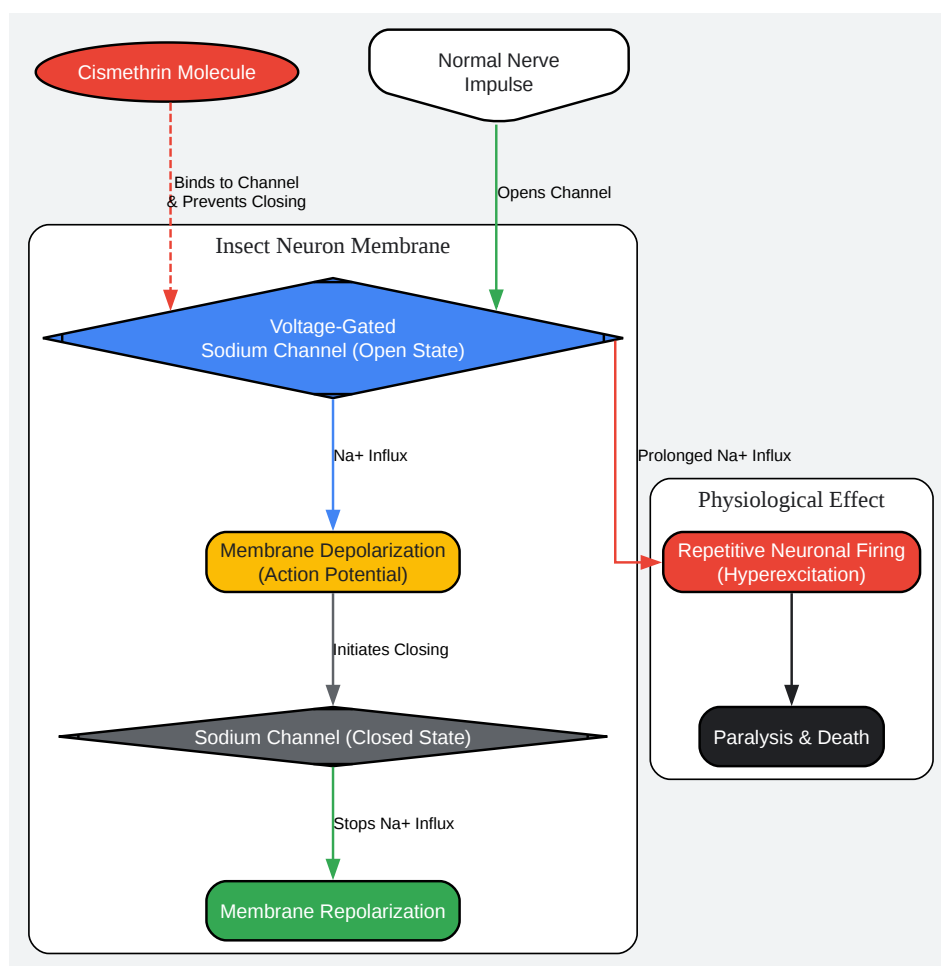 Cismethrin Molecule
Normal Nerve
Impulse
Binds to Channel
& Prevents Closing
Opens Channel
Insect Neuron Membrane
Voltage-Gated
Sodium Channel (Open State)
Na+ Influx
Prolonged Na+ Influx
Physiological Effect
Membrane Depolarization
(Action Potential)
Repetitive Neuronal Firing
(Hyperexcitation)
Initiates Closing
Sodium Channel (Closed State)
Paralysis & Death
Stops Na+ Influx
Membrane Repolarization